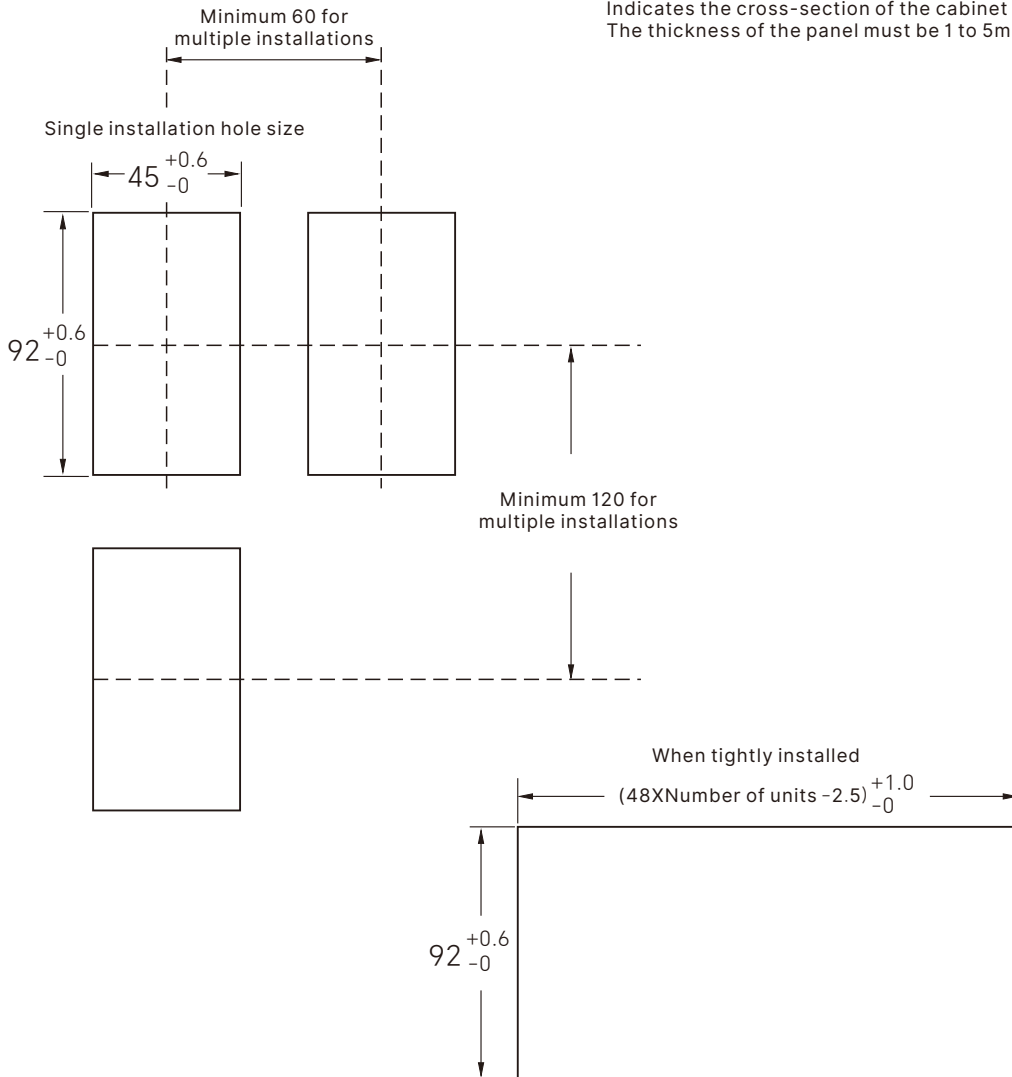 Indicates the cross-section of the cabinet
The thickness of the panel must be 1 to 5m
Minimum 60 for
multiple installations
Single installation hole size
45 +0.6 -0
92 +0.6 -0
Minimum 120 for
multiple installations
When tightly installed
(48XNumber of units -2.5) +1.0 -0
92 +0.6 -0